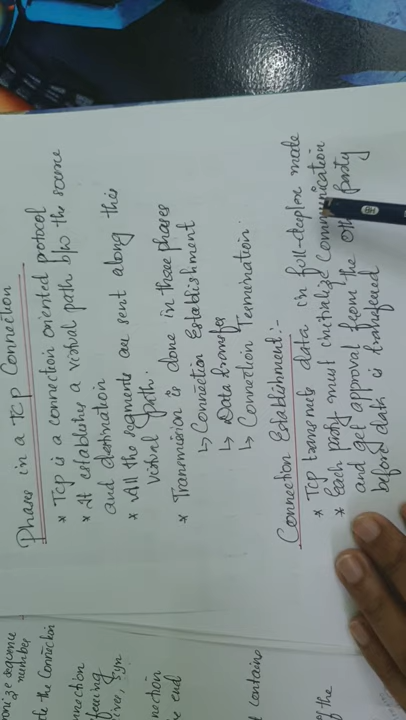 Phase in a TCP Connection
* TCP is a connection oriented protocol
* It establishes a virtual path b/w the source
and destination
* All the segments are sent along this
virtual path.
* Transmission is done in three phases
↳ Connection Establishment
↳ Data transfer
↳ Connection Termination.
Connection Establishment:-
* TCP transmits data in full-duplex mode
* Each party must initialize communication
and get approval from the other party
before data is transfered